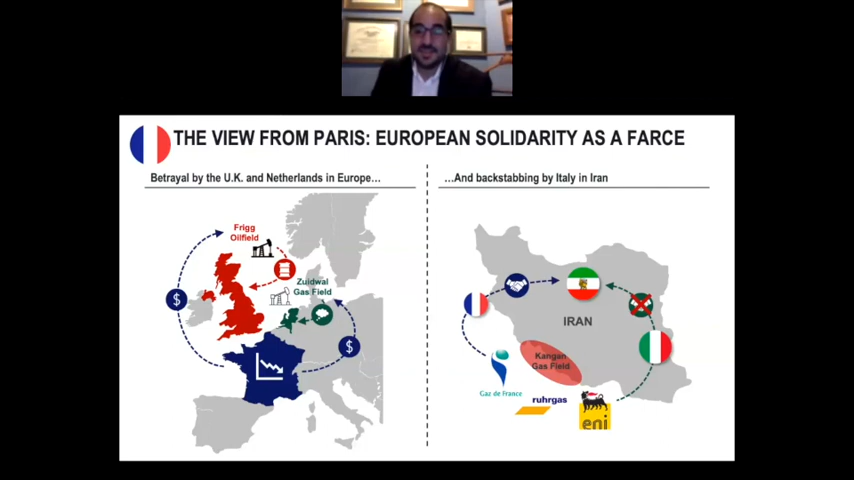 THE VIEW FROM PARIS: EUROPEAN SOLIDARITY AS A FARCE
Betrayal by the U.K. and Netherlands in Europe…
Frigg
Oilfield
Zuidwal
Gas Field
$
$
…And backstabbing by Italy in Iran
IRAN
Kangan
Gas Field
Gaz de France
ruhrgas
eni